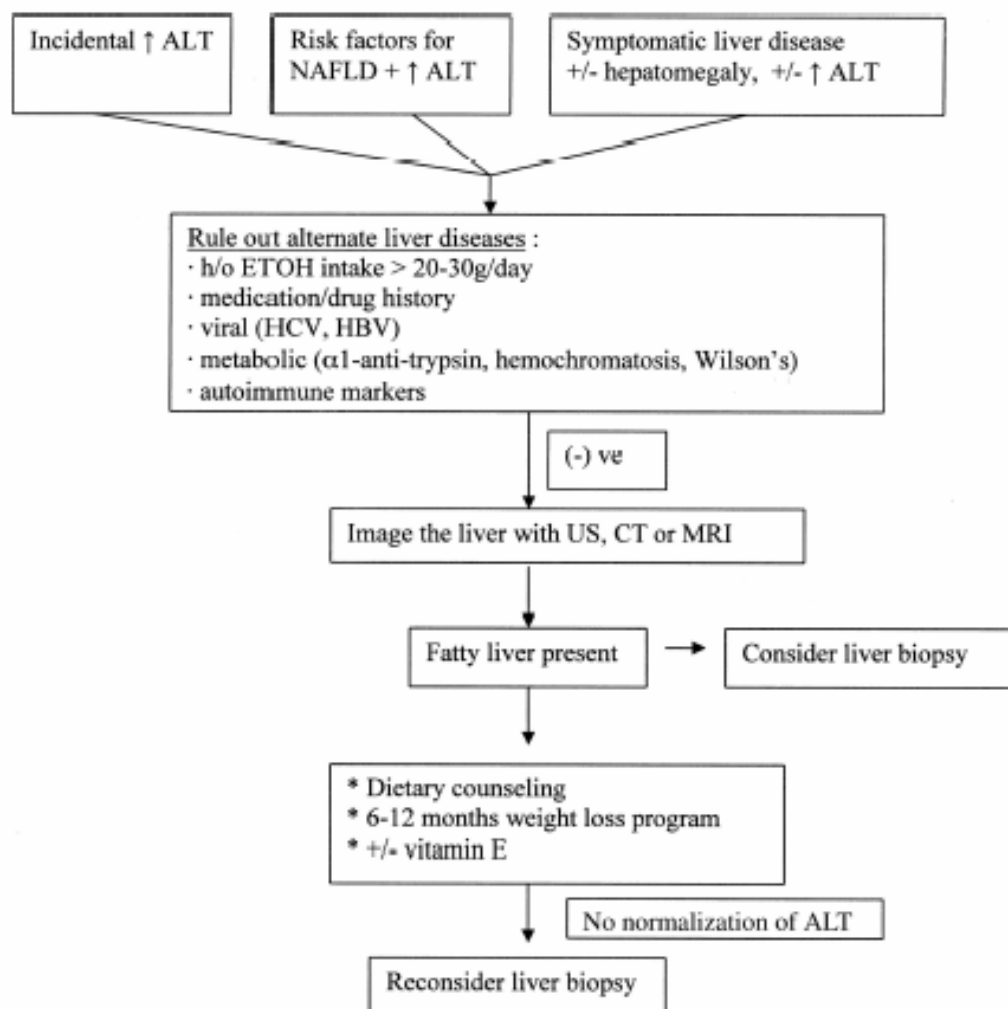 Incidental ↑ ALT
Risk factors for
NAFLD + ↑ ALT
Symptomatic liver disease
+/- hepatomegaly, +/- ↑ ALT
Rule out alternate liver diseases :
· h/o ETOH intake > 20-30g/day
· medication/drug history
· viral (HCV, HBV)
· metabolic (α1-anti-trypsin, hemochromatosis, Wilson's)
· autoimmune markers
(-) ve
Image the liver with US, CT or MRI
Fatty liver present
Consider liver biopsy
* Dietary counseling
* 6-12 months weight loss program
* +/- vitamin E
No normalization of ALT
Reconsider liver biopsy